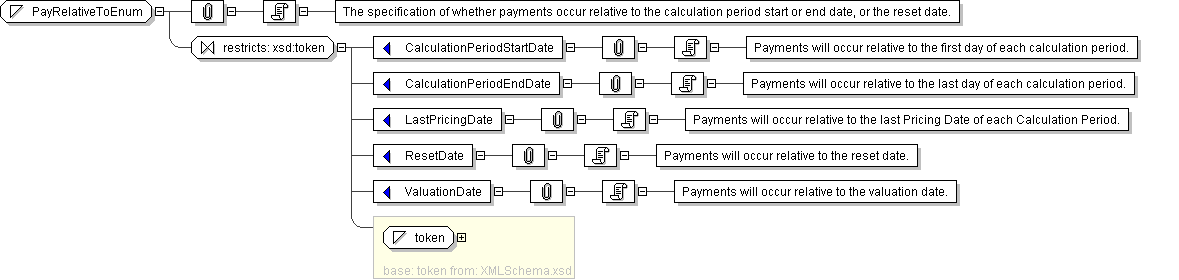 PayRelativeToEnum
The specification of whether payments occur relative to the calculation period start or end date, or the reset date.
restricts: xsd:token
CalculationPeriodStartDate
Payments will occur relative to the first day of each calculation period.
CalculationPeriodEndDate
Payments will occur relative to the last day of each calculation period.
LastPricingDate
Payments will occur relative to the last Pricing Date of each Calculation Period.
ResetDate
Payments will occur relative to the reset date.
ValuationDate
Payments will occur relative to the valuation date.
token
base: token from: XMLSchema.xsd